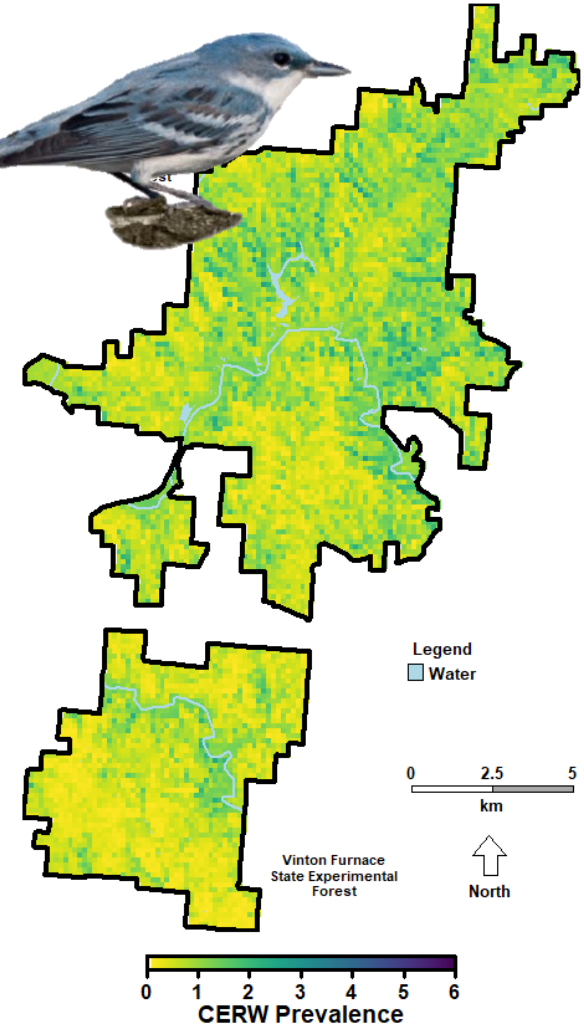 est
Legend
Water
0 2.5 5
km
Vinton Furnace
State Experimental
Forest
North
0 1 2 3 4 5 6
CERW Prevalence